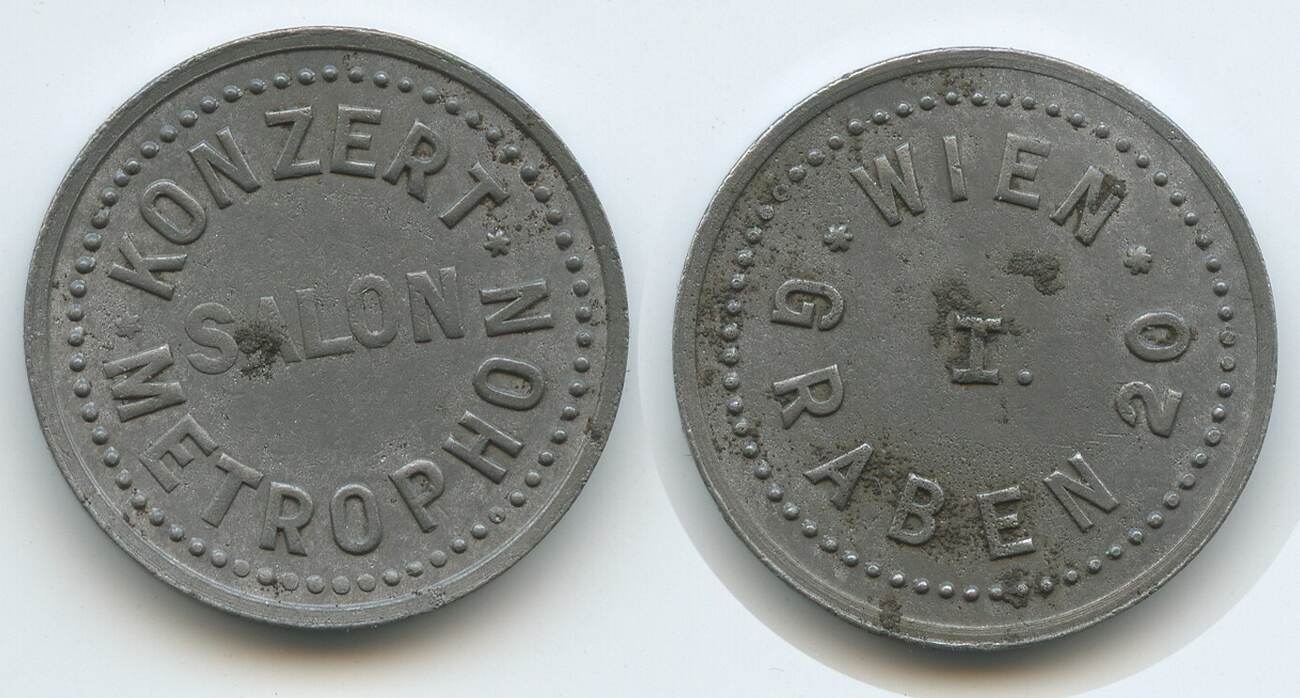 KONZERT
SALON
METROPHON
WIEN
I.
GRABEN 20